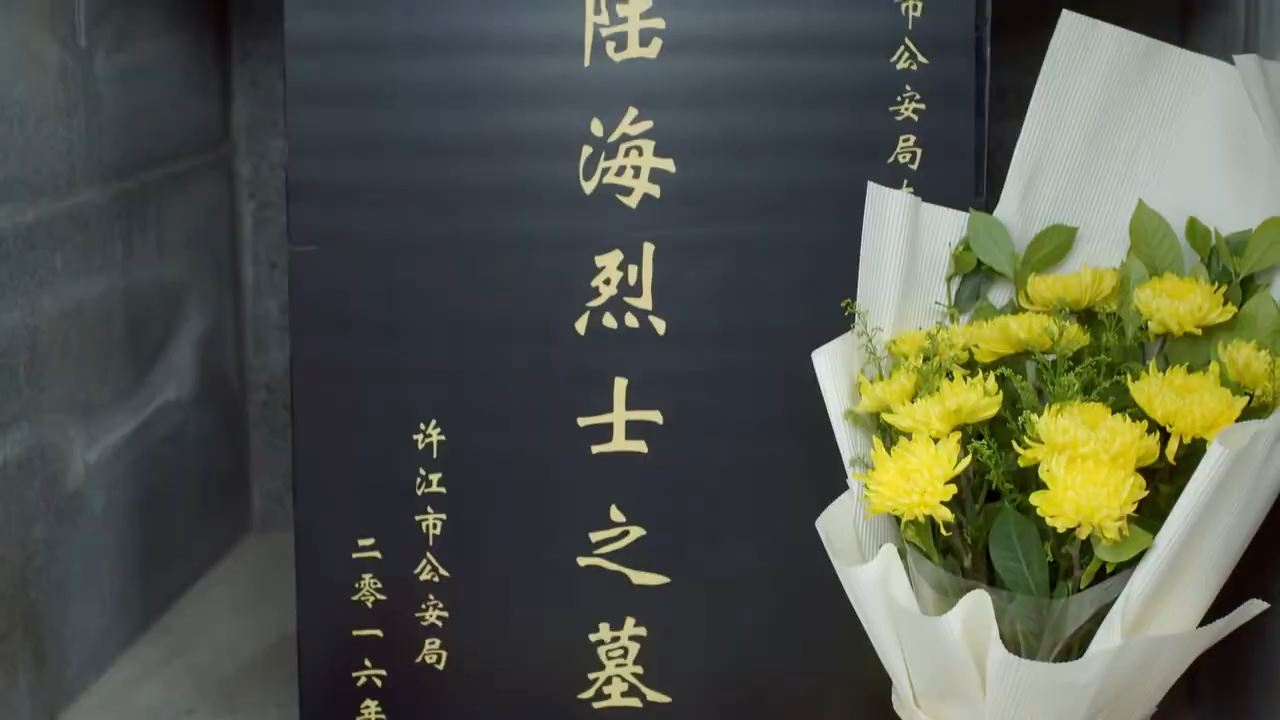 市公安局
陆海烈士之墓
许江市公安局
二零一六年